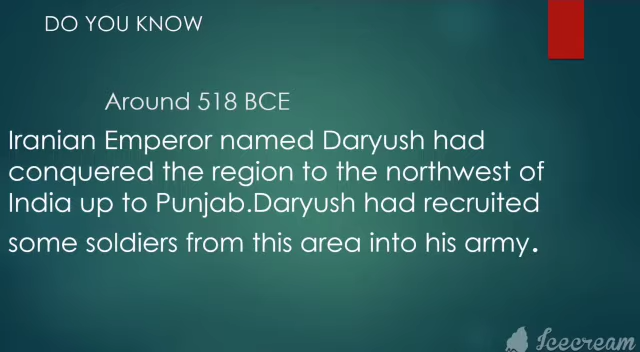 DO YOU KNOW
Around 518 BCE
Iranian Emperor named Daryush had
conquered the region to the northwest of
India up to Punjab.Daryush had recruited
some soldiers from this area into his army.
Icecream